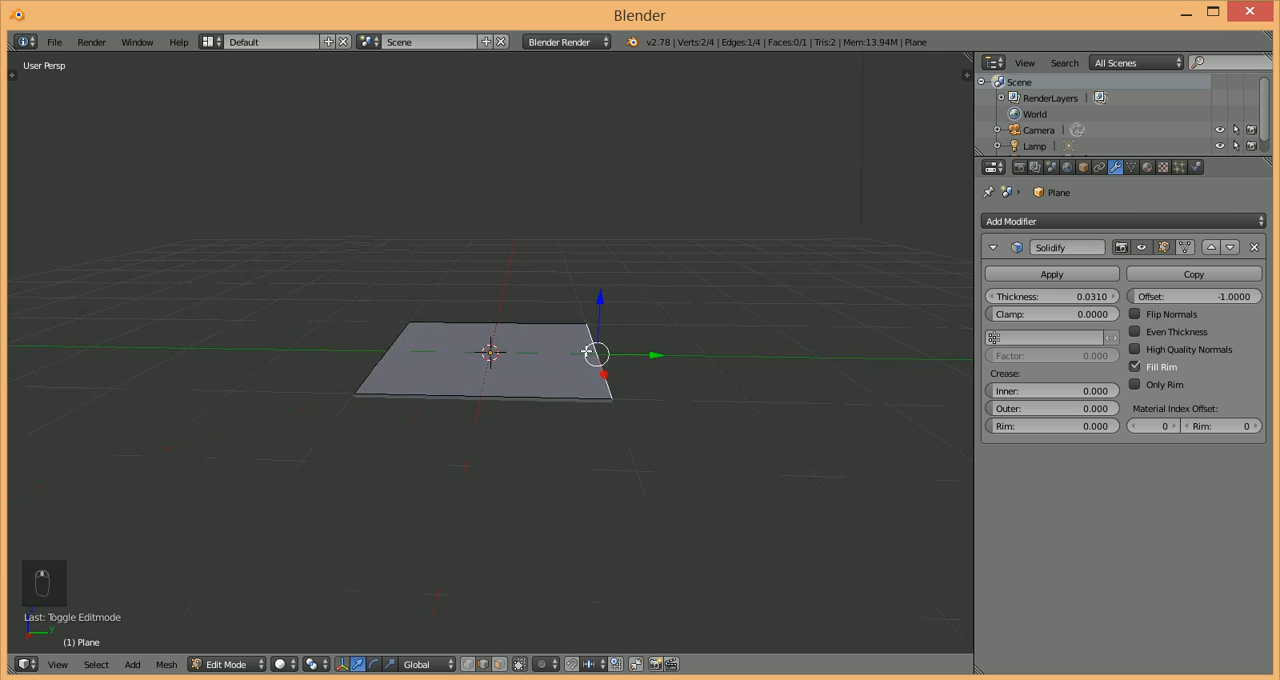 Blender
File Render Window Help Default Scene Blender Render v2.78 | Verts:2/4 | Edges:1/4 | Faces:0/1 | Tris:2 | Mem:13.94M | Plane
User Persp
View Search All Scenes
Scene
RenderLayers |
World
Camera |
Lamp |
Plane
Add Modifier
Solidify
Apply Copy
Thickness: 0.0310 Offset: -1.0000
Clamp: 0.0000 Flip Normals
Even Thickness
High Quality Normals
Factor: 0.000
Fill Rim
Crease:
Only Rim
Inner: 0.000
Outer: 0.000 Material Index Offset:
Rim: 0.000 0 Rim: 0
Last: Toggle Editmode
y
(1) Plane
View Select Add Mesh Edit Mode Global